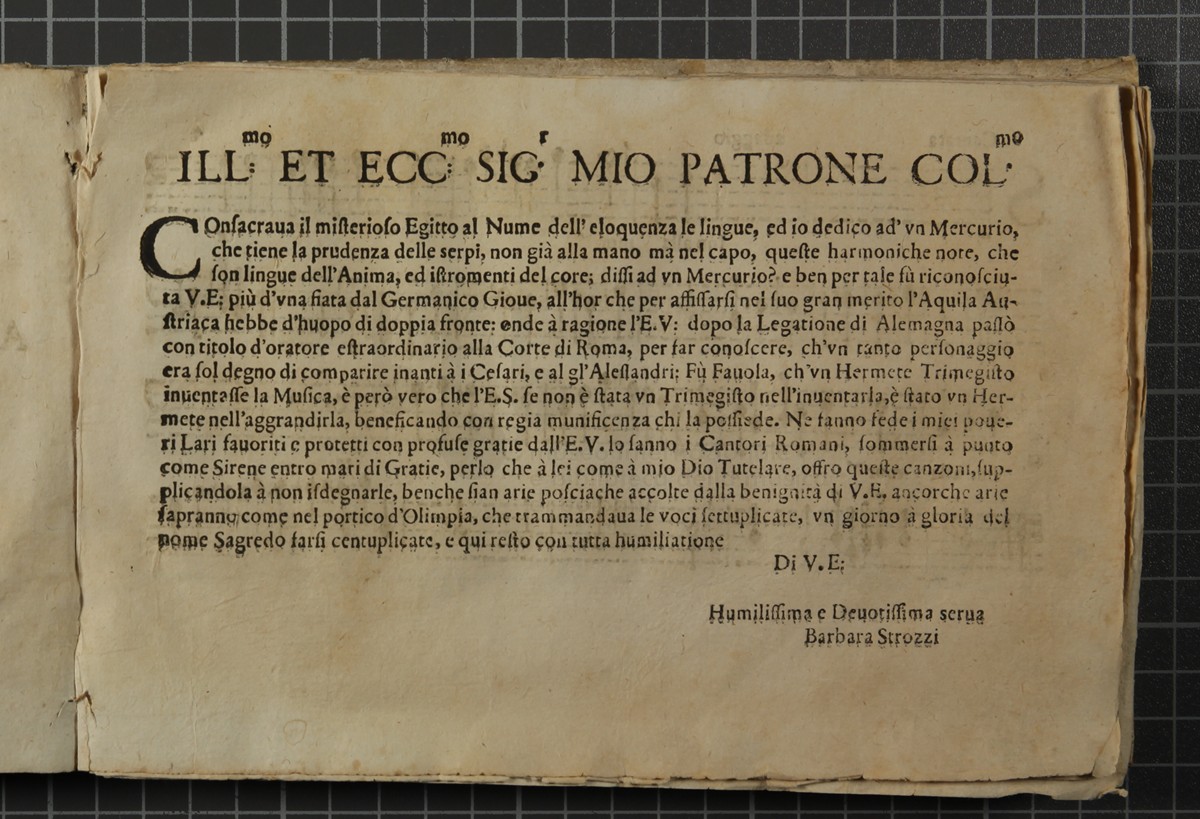 ILL:mo ET ECC:mo SIG.r MIO PATRONE COL.mo
COnſacraua il miſterioſo Egitto al Nume dell' eloquenza le lingue, ed io dedico ad' vn Mercurio,
che tiene la prudenza delle serpi, non già alla mano mà nel capo, queſte harmoniche note, che
ſon lingue dell'Anima, ed iſtromenti del core; diſſi ad vn Mercurio? e ben per tale fù riconoſciu-
ta V.E; più d'vna fiata dal Germanico Gioue, all'hor che per affiſſarſi nel ſuo gran merito l'Aquila Au-
ſtriaca hebbe d'huopo di doppia fronte: onde à ragione l'E.V: dopo la Legatione di Alemagna paſsò
con titolo d'oratore eſtraordinario alla Corte di Roma, per far conoſcere, ch'vn tanto perſonaggio
era ſol degno di comparire inanti à i Ceſari, e al gl'Aleſſandri; Fù Fauola, ch'vn Hermete Trimegiſto
inuentaſſe la Muſica, è però vero che l'E.S. ſe non è ſtata vn Trimegiſto nell'inuentarla,è ſtato vn Her-
mete nell'aggrandirla, beneficando con regia munificenza chi la poſſiede. Ne fanno fede i miei poue-
ri Lari fauoriti e protetti con profuſe gratie dall'E.V. lo ſanno i Cantori Romani, ſommerſi à punto
come Sirene entro mari di Gratie, perlo che à lei come à mio Dio Tutelare, offro queſte canzoni,ſup-
plicandola à non iſdegnarle, benche ſian arie poſciache accolte dalla benignità di V.E. ancorche arie
ſapranno come nel portico d'Olimpia, che trammandaua le voci ſettuplicate, vn giorno à gloria del
nome Sagredo farſi centuplicate, e qui reſto con tutta humiliatione
Di V.E;
Humiliſſima e Deuotiſſima serua
Barbara Strozzi